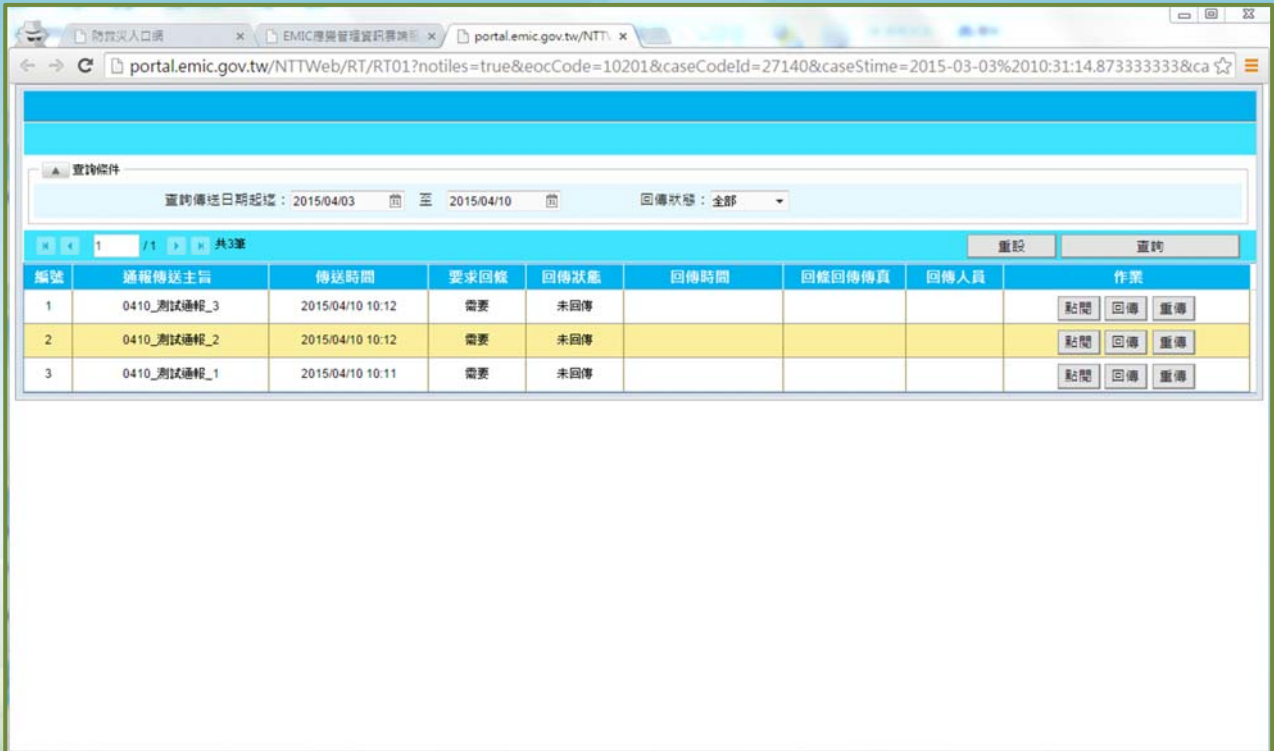 防救災入口網
EMIC應變管理資訊雲端
portal.emic.gov.tw/NTT
portal.emic.gov.tw/NTTWeb/RT/RT01?notiles=true&eocCode=10201&caseCodeId=27140&caseStime=2015-03-03%2010:31:14.873333333&ca
查詢條件
查詢傳送日期起迄：2015/04/03 至 2015/04/10 回傳狀態：全部
1 /1 共3筆 重設 查詢
編號 通報傳送主旨 傳送時間 要求回條 回傳狀態 回傳時間 回條回傳傳真 回傳人員 作業
1 0410_測試通報_3 2015/04/10 10:12 需要 未回傳 點閱 回傳 重傳
2 0410_測試通報_2 2015/04/10 10:12 需要 未回傳 點閱 回傳 重傳
3 0410_測試通報_1 2015/04/10 10:11 需要 未回傳 點閱 回傳 重傳